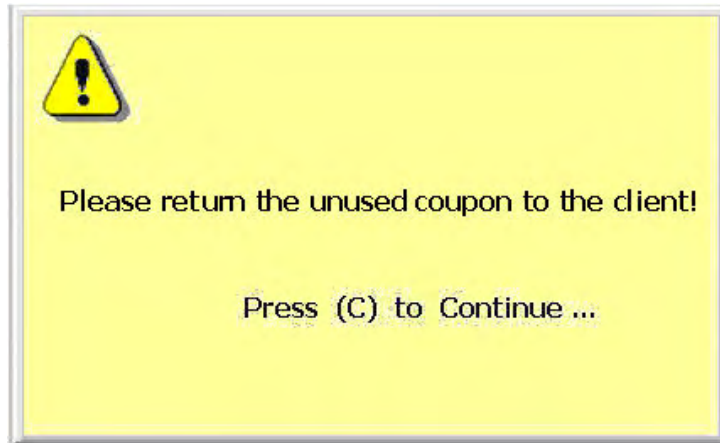 Please return the unused coupon to the client!
Press (C) to Continue ...